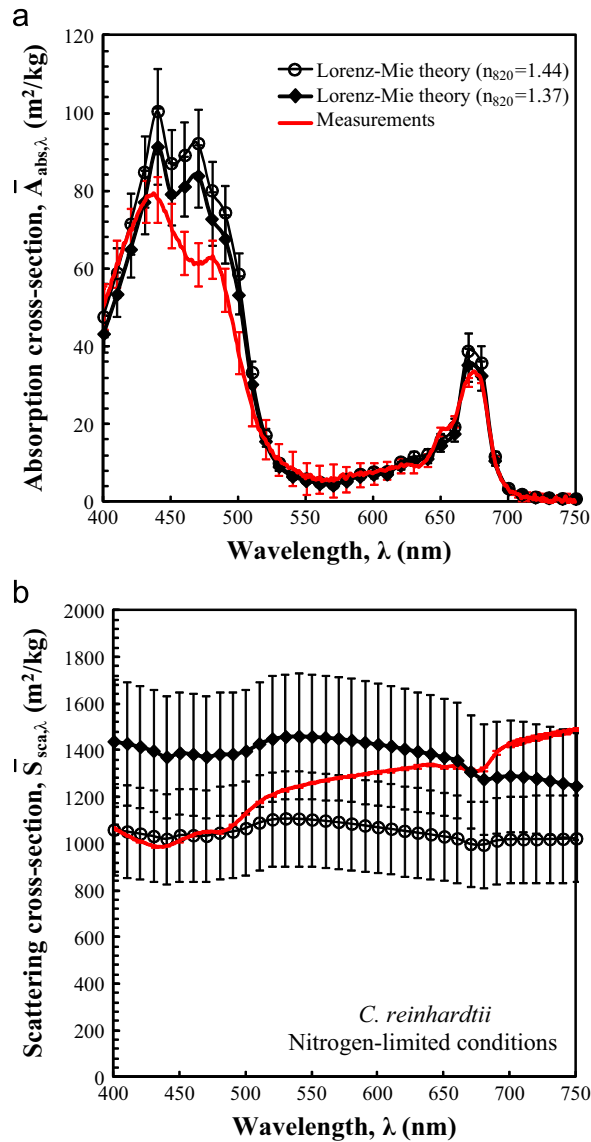 a
120
100
80
60
40
20
0
Absorption cross-section, A̅abs,λ (m²/kg)
Lorenz-Mie theory (n820=1.44)
Lorenz-Mie theory (n820=1.37)
Measurements
400 450 500 550 600 650 700 750
Wavelength, λ (nm)
b
2000
1800
1600
1400
1200
1000
800
600
400
200
0
Scattering cross-section, S̅sca,λ (m²/kg)
C. reinhardtii
Nitrogen-limited conditions
400 450 500 550 600 650 700 750
Wavelength, λ (nm)